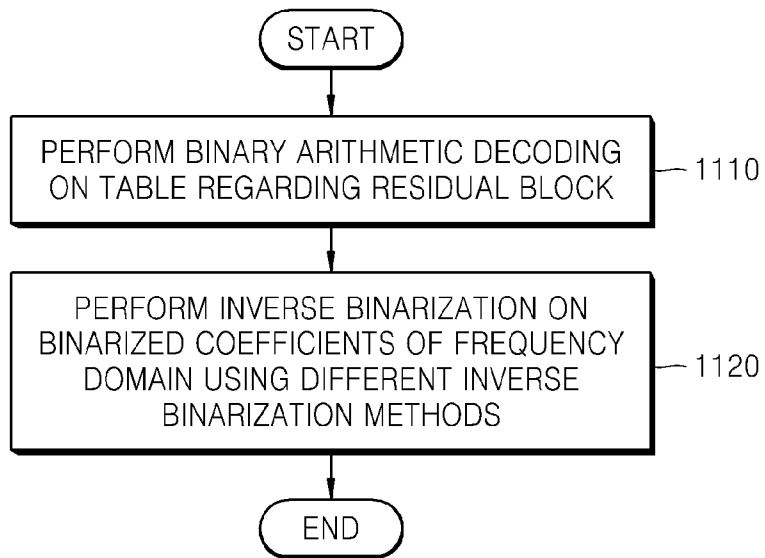 START
PERFORM BINARY ARITHMETIC DECODING
ON TABLE REGARDING RESIDUAL BLOCK
1110
PERFORM INVERSE BINARIZATION ON
BINARIZED COEFFICIENTS OF FREQUENCY
DOMAIN USING DIFFERENT INVERSE
BINARIZATION METHODS
1120
END